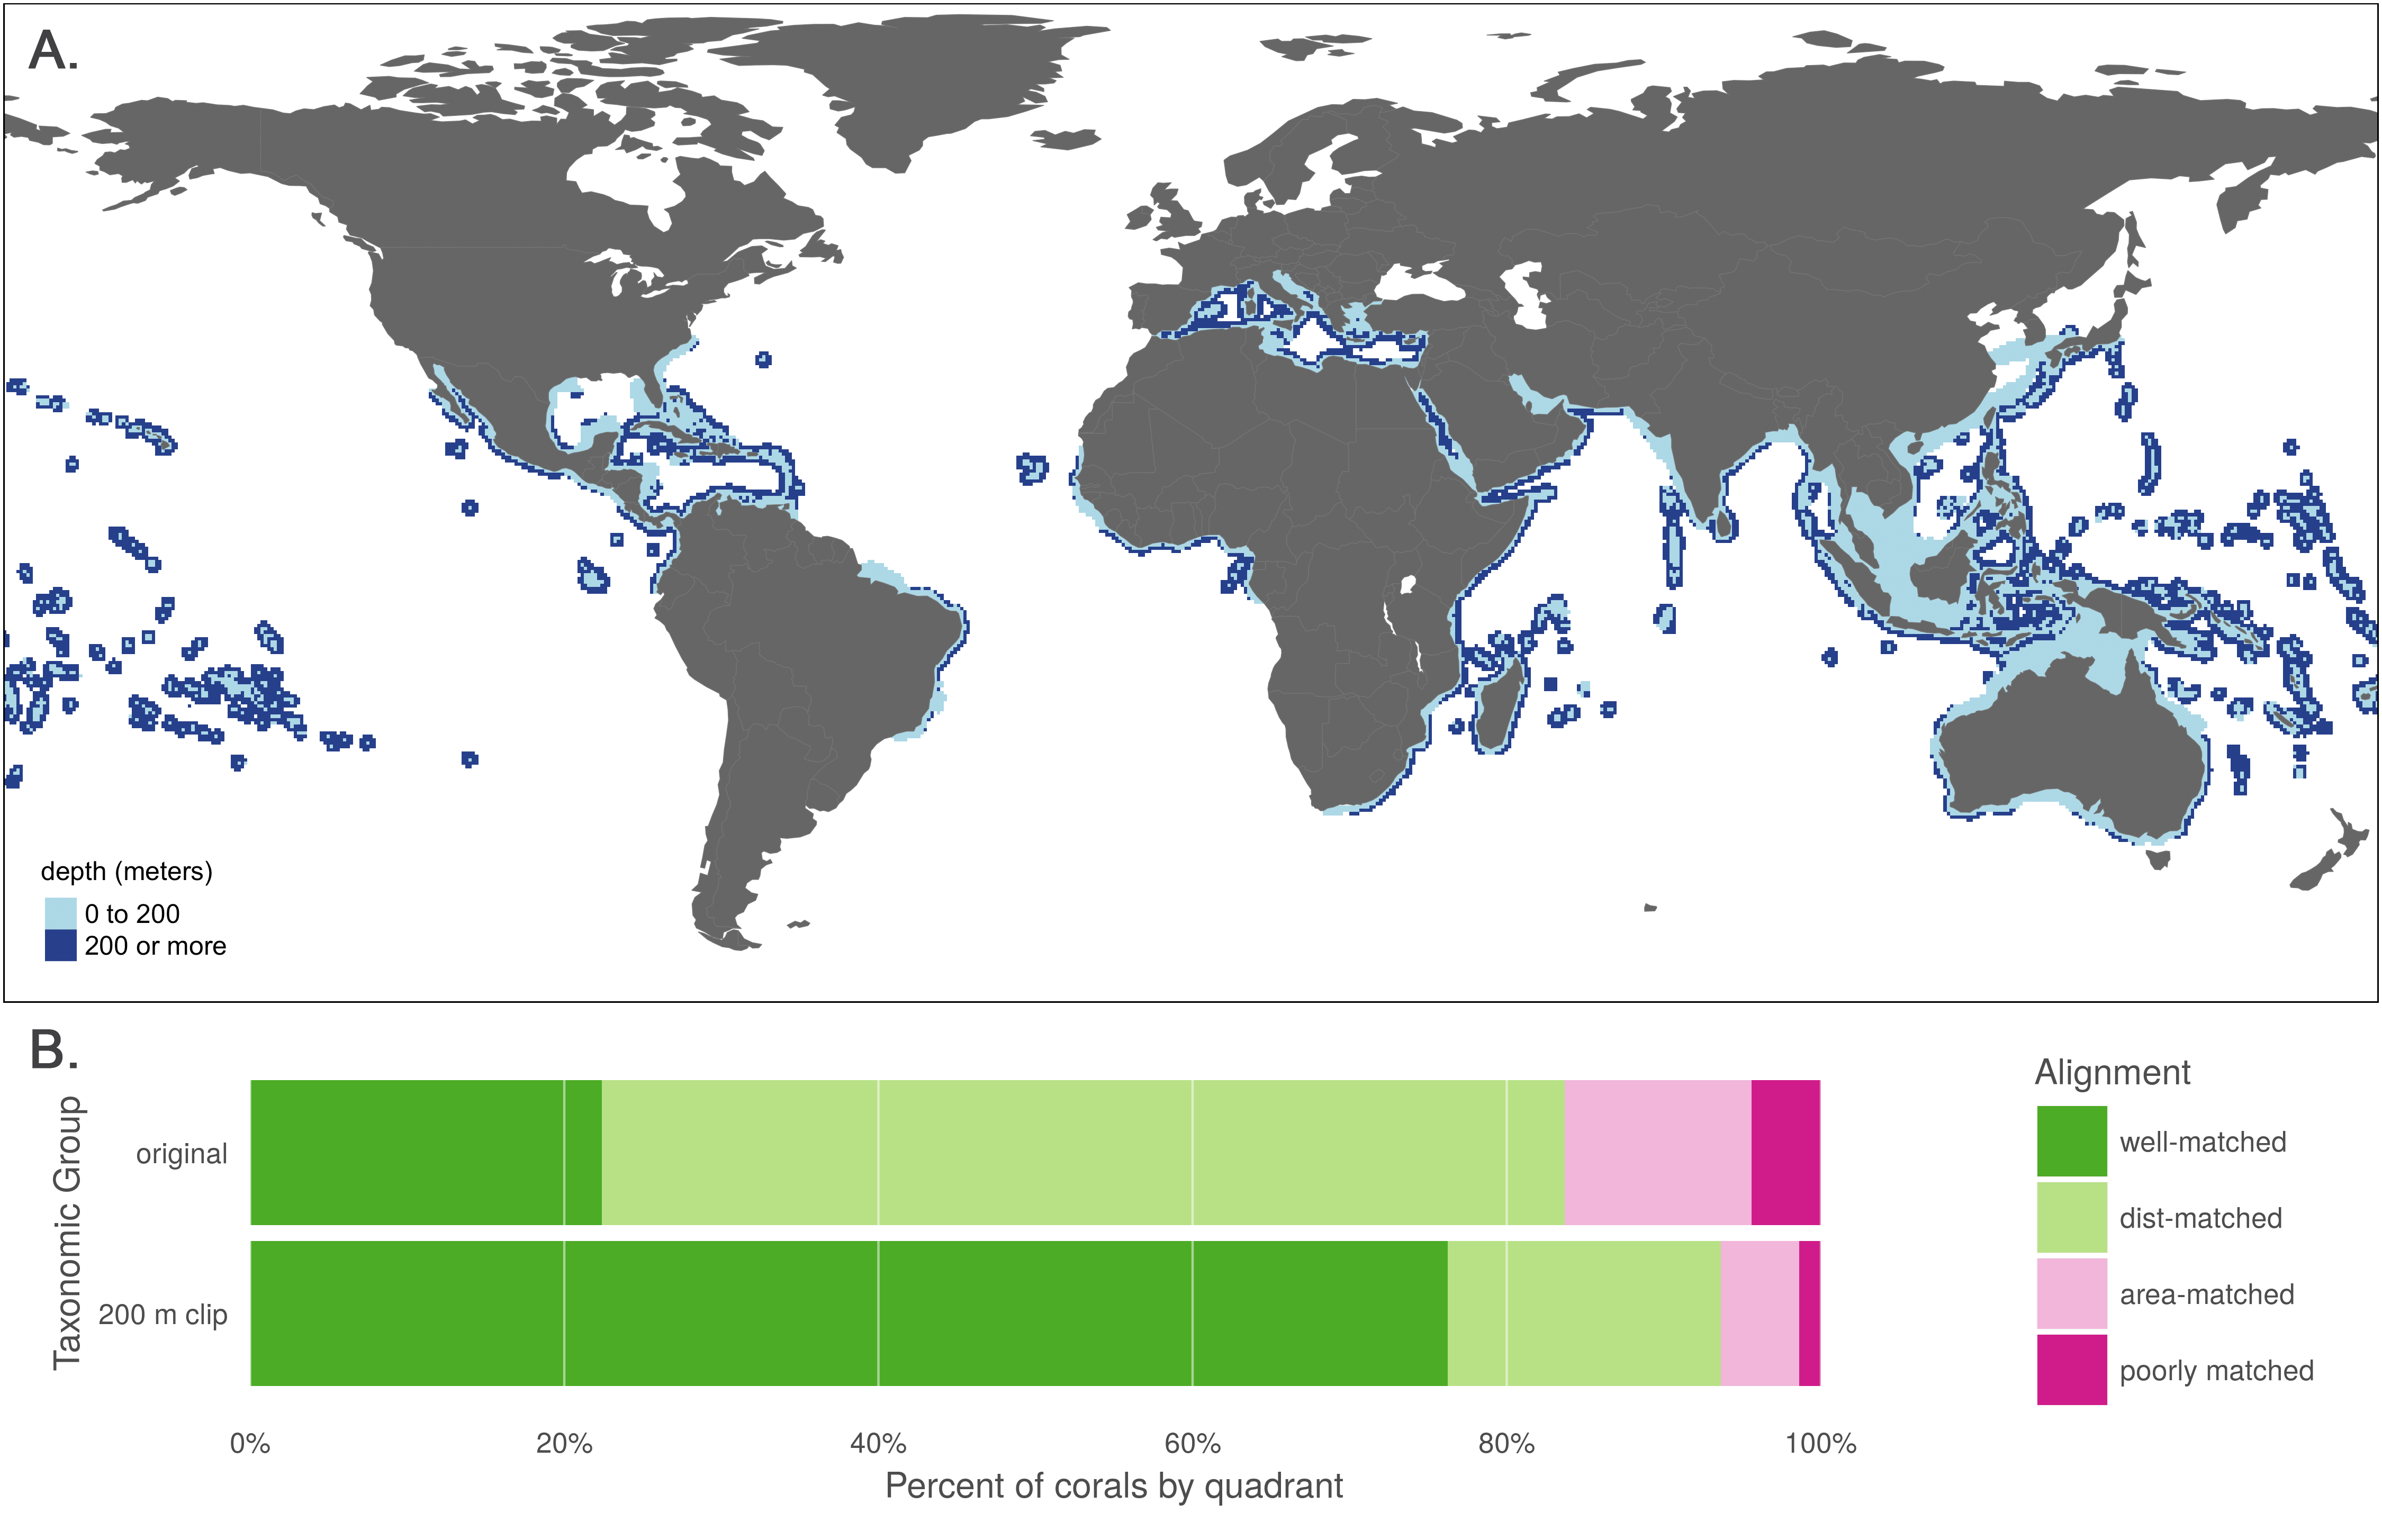 A.
depth (meters)
0 to 200
200 or more
B.
Taxonomic Group
original
200 m clip
0% 20% 40% 60% 80% 100%
Percent of corals by quadrant
Alignment
well-matched
dist-matched
area-matched
poorly matched